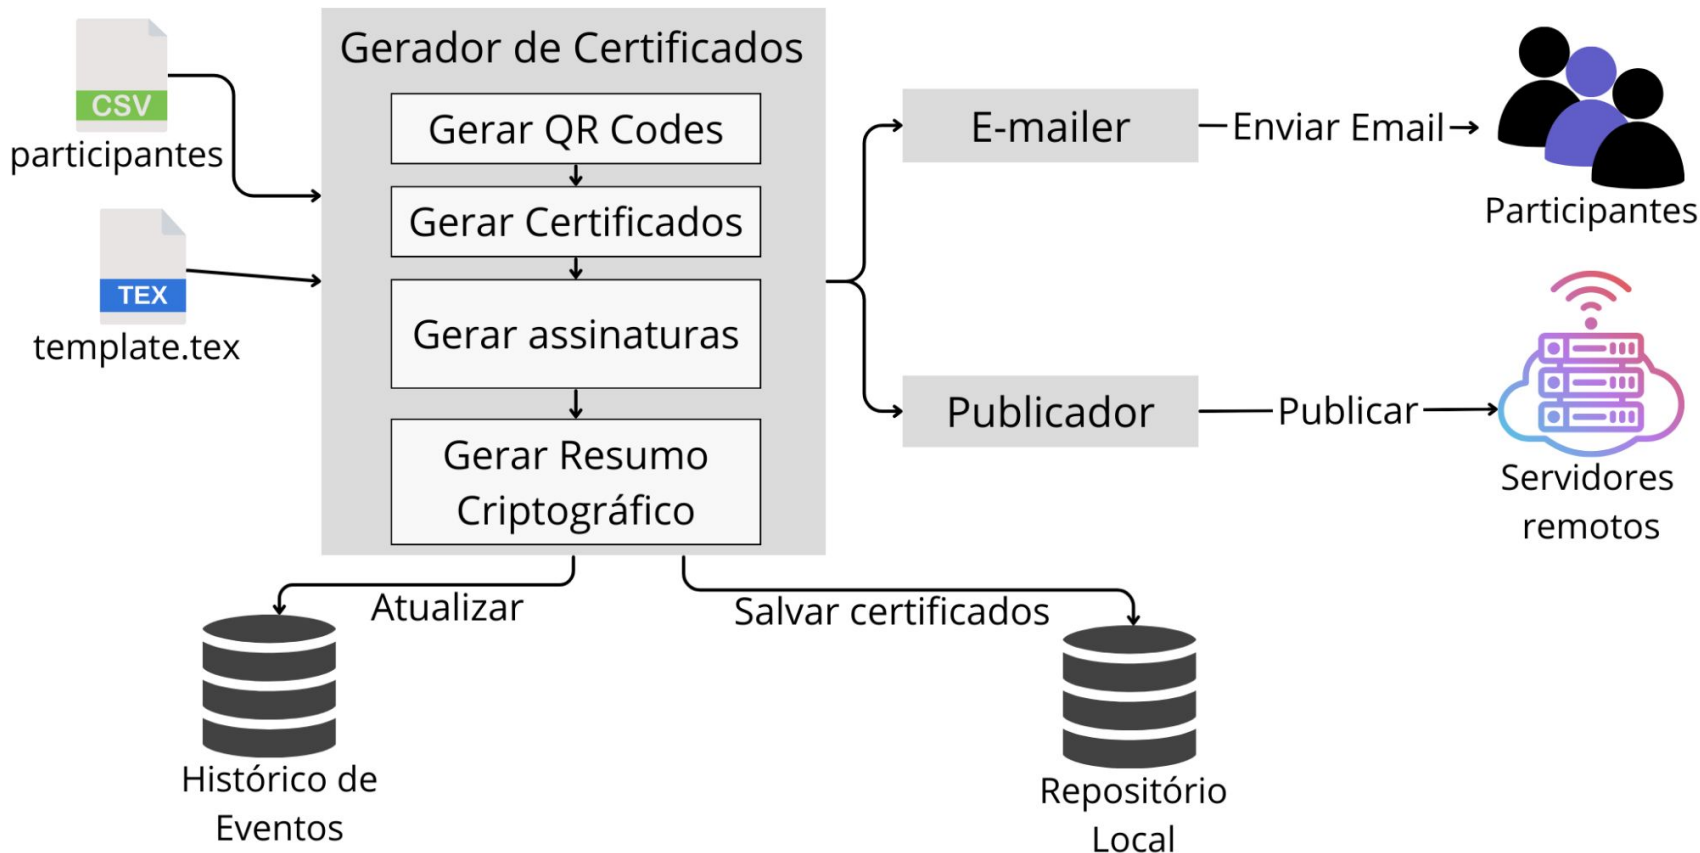 CSV
participantes
TEX
template.tex
Gerador de Certificados
Gerar QR Codes
Gerar Certificados
Gerar assinaturas
Gerar Resumo
Criptográfico
E-mailer
Enviar Email
Participantes
Publicador
Publicar
Servidores
remotos
Atualizar
Salvar certificados
Histórico de
Eventos
Repositório
Local